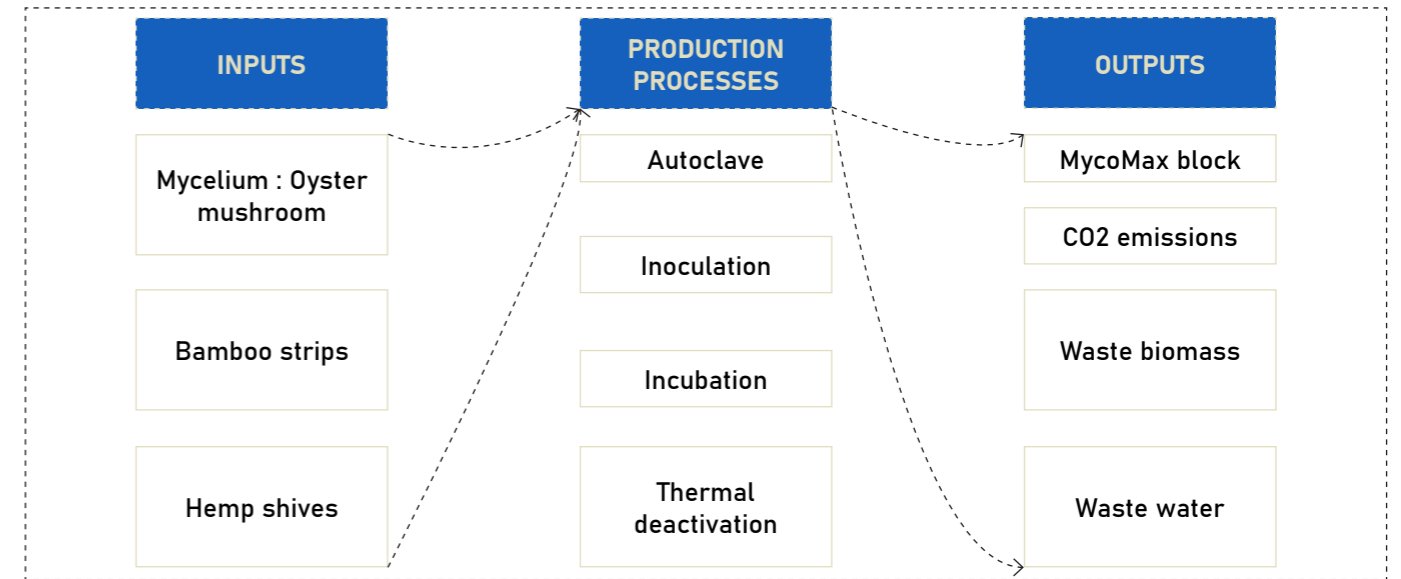 INPUTS
Mycelium : Oyster
mushroom
Bamboo strips
Hemp shives
PRODUCTION
PROCESSES
Autoclave
Inoculation
Incubation
Thermal
deactivation
OUTPUTS
MycoMax block
CO2 emissions
Waste biomass
Waste water